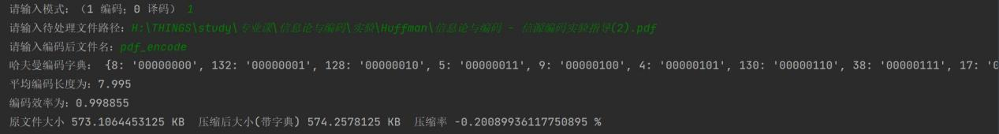 请输入模式：（1 编码；0 译码） 1
请输入待处理文件路径：H:\THINGS\study\专业课\信息论与编码\实验\Huffman\信息论与编码 - 信源编码实验指导(2).pdf
请输入编码后文件名：pdf_encode
哈夫曼编码字典： {8: '00000000', 132: '00000001', 128: '00000010', 5: '00000011', 9: '00000100', 4: '00000101', 130: '00000110', 38: '00000111', 17: '0
平均编码长度为：7.995
编码效率为：0.998855
原文件大小 573.1064453125 KB  压缩后大小(带字典) 574.2578125 KB  压缩率 -0.20089936117750895 %